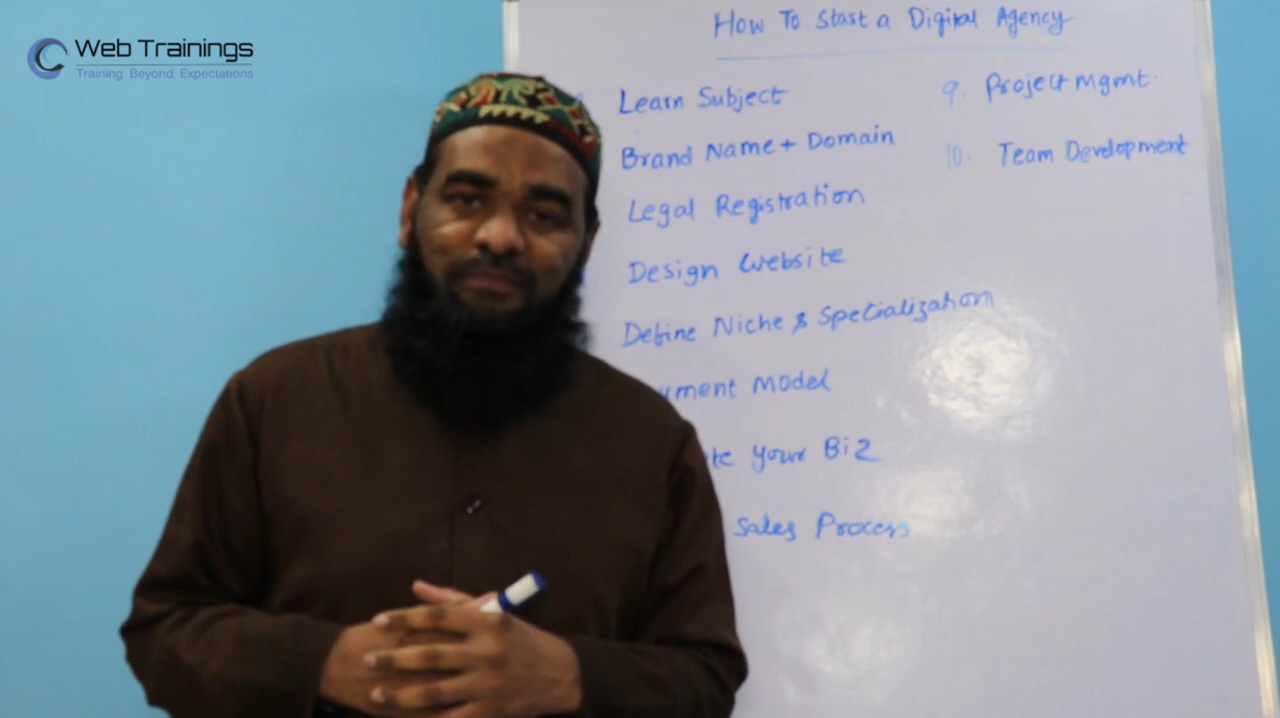 Web Trainings
Training Beyond Expectations
How To Start a Digital Agency
Learn Subject
Brand Name + Domain
Legal Registration
Design Website
Define Niche & Specialization
Model
Your Biz
Sales Process
9. Project Mgmt.
10. Team Development